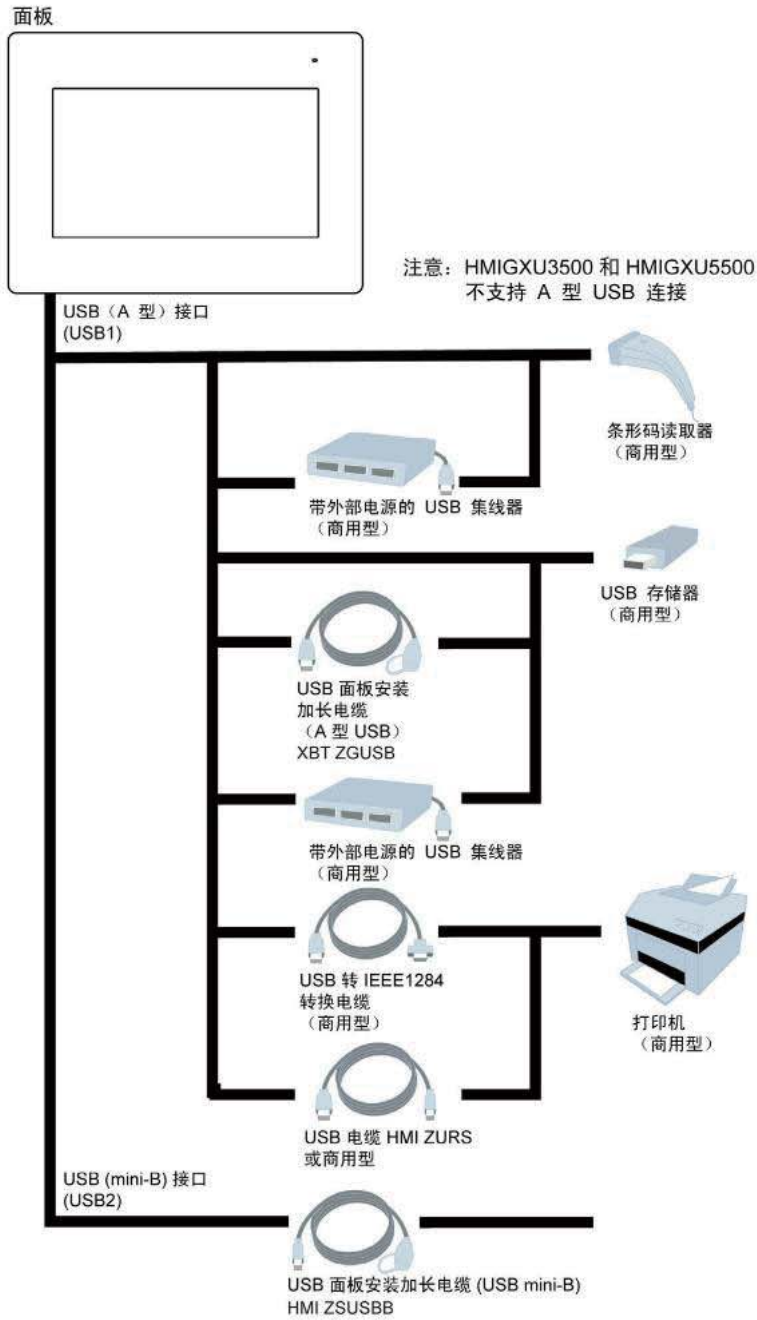 面板
注意：HMIGXU3500 和 HMIGXU5500
不支持 A 型 USB 连接
USB（A 型）接口
(USB1)
条形码读取器
（商用型）
带外部电源的 USB 集线器
（商用型）
USB 存储器
（商用型）
USB 面板安装
加长电缆
（A 型 USB）
XBT ZGUSB
带外部电源的 USB 集线器
（商用型）
USB 转 IEEE1284
转换电缆
（商用型）
打印机
（商用型）
USB 电缆 HMI ZURS
或商用型
USB (mini-B) 接口
(USB2)
USB 面板安装加长电缆 (USB mini-B)
HMI ZSUSBB